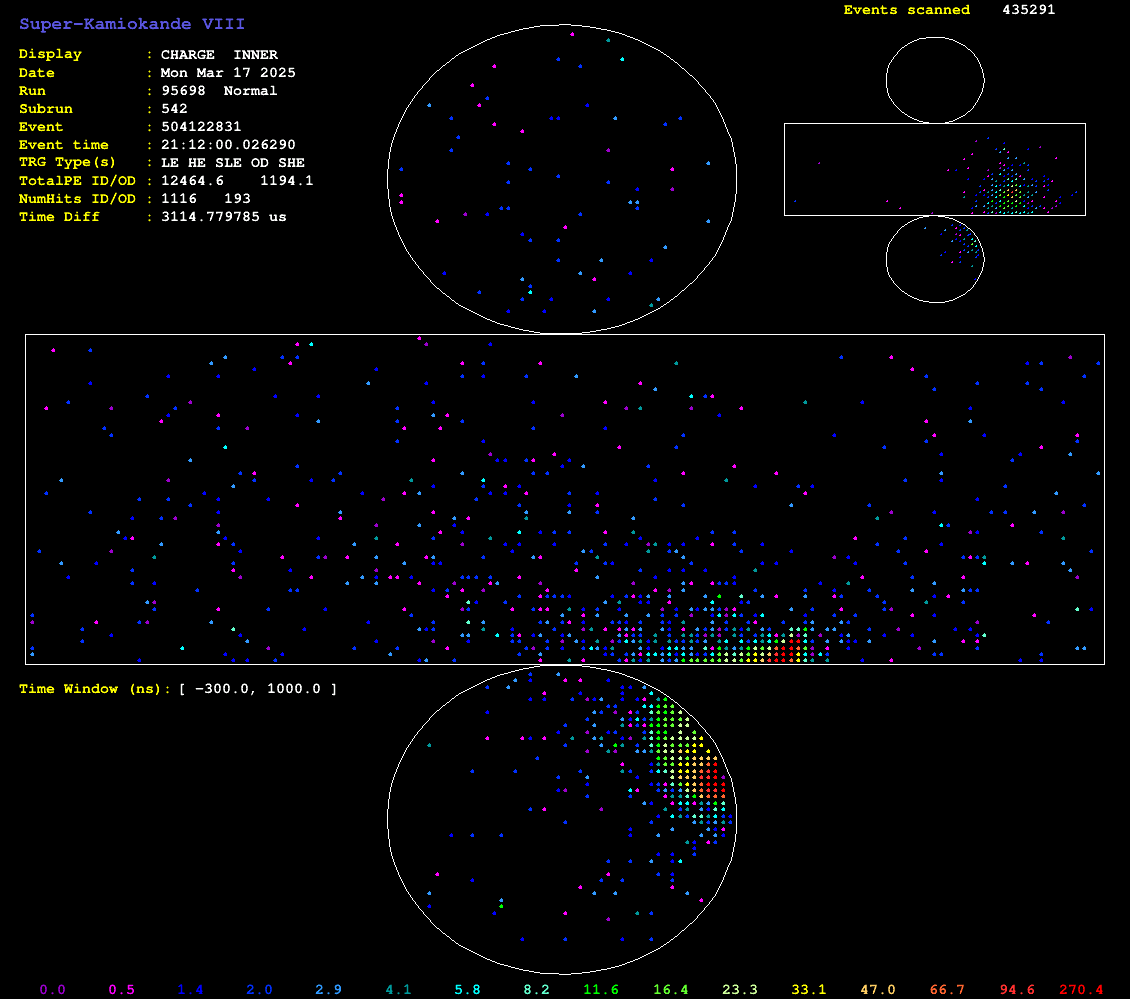 Events scanned 435291
Super-Kamiokande VIII
Display : CHARGE INNER
Date : Mon Mar 17 2025
Run : 95698 Normal
Subrun : 542
Event : 504122831
Event time : 21:12:00.026290
TRG Type(s) : LE HE SLE OD SHE
TotalPE ID/OD : 12464.6 1194.1
NumHits ID/OD : 1116 193
Time Diff : 3114.779785 us
Time Window (ns): [ -300.0, 1000.0 ]
0.0 0.5 1.4 2.0 2.9 4.1 5.8 8.2 11.6 16.4 23.3 33.1 47.0 66.7 94.6 270.4